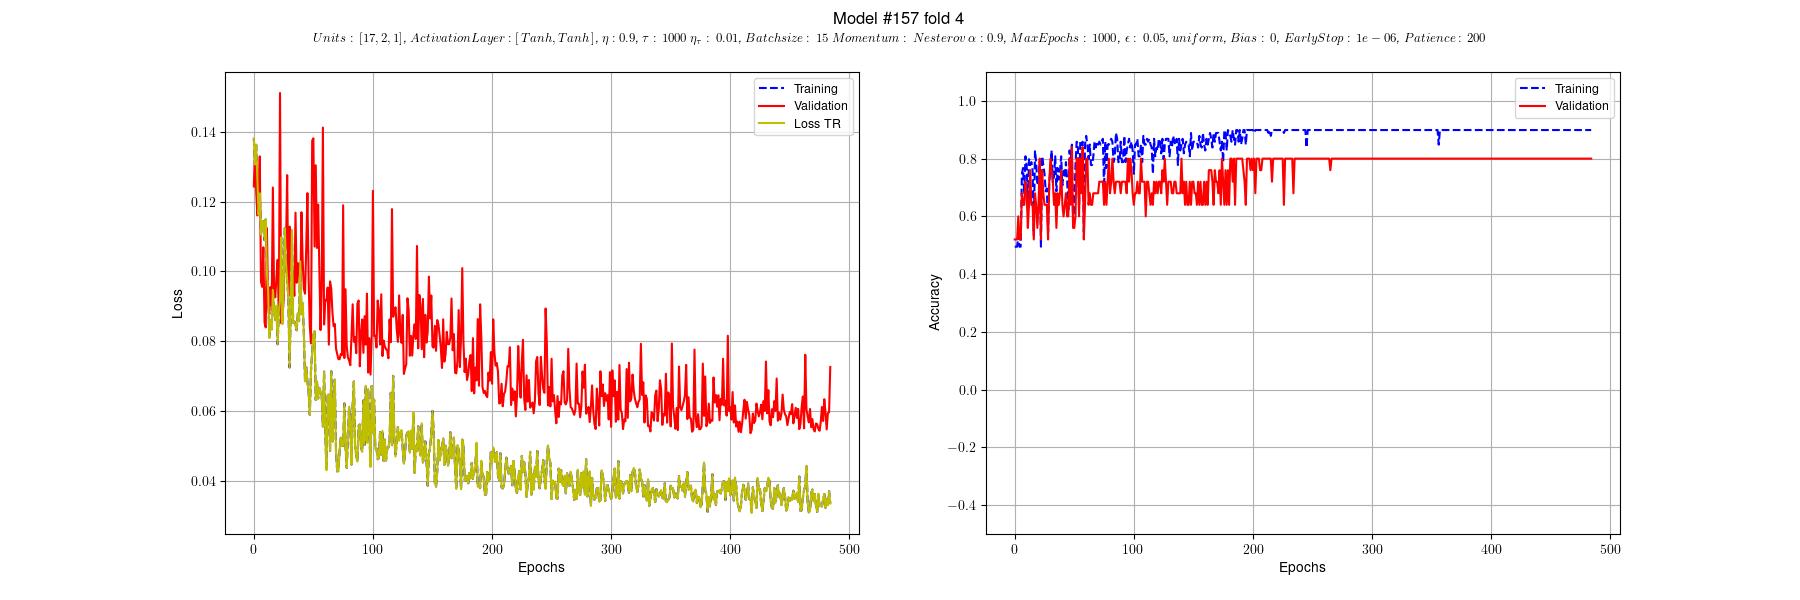 Model #157 fold 4
Units : [17, 2, 1], ActivationLayer : [Tanh, Tanh], η : 0.9, τ : 1000 ητ : 0.01, Batchsize : 15 Momentum : Nesterov α : 0.9, MaxEpochs : 1000, ϵ : 0.05, uniform, Bias : 0, EarlyStop : 1e − 06, Patience : 200
Training
Validation
Loss TR
0.14
0.12
0.10
0.08
0.06
0.04
Loss
0
100
200
300
400
500
Epochs
Training
Validation
1.0
0.8
0.6
0.4
0.2
0.0
−0.2
−0.4
Accuracy
0
100
200
300
400
500
Epochs